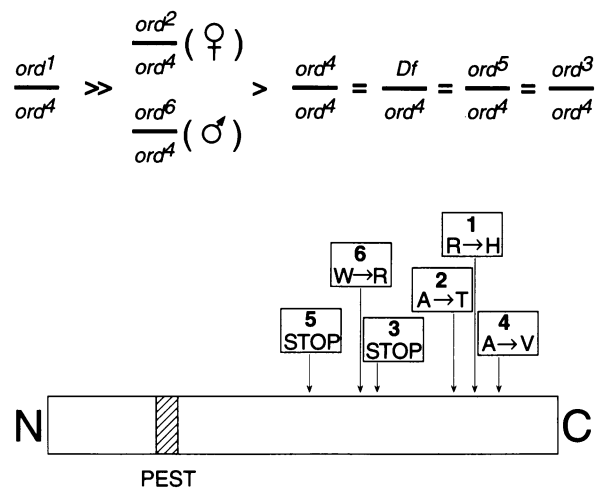 ord1/ord4 >> ord2/ord4 (♀) > ord4/ord4 = Df/ord4 = ord5/ord4 = ord3/ord4
ord6/ord4 (♂)
1
R→H
6
W→R
2
A→T
5
STOP
3
STOP
4
A→V
N
C
PEST